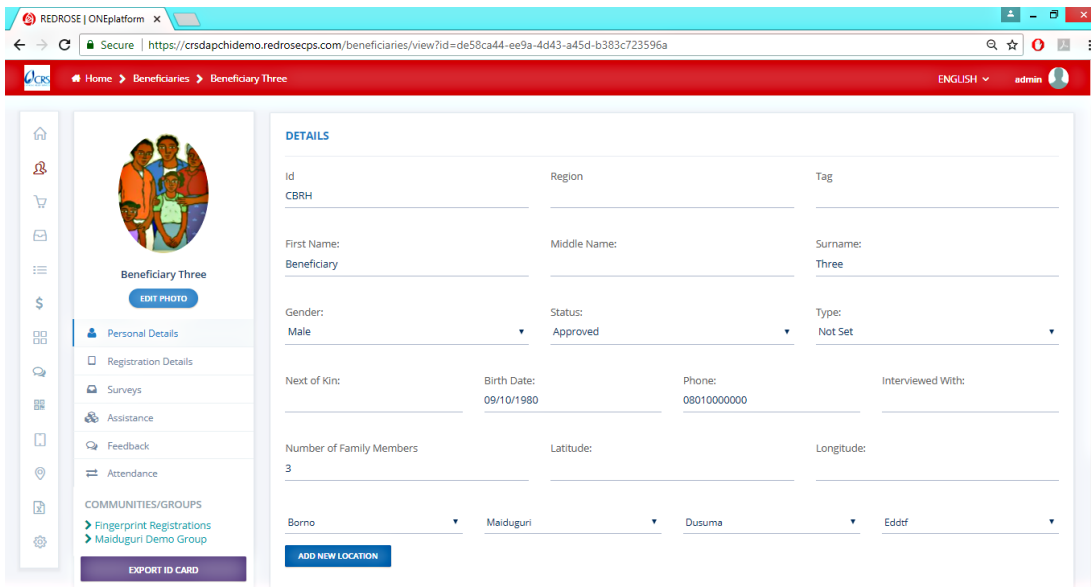 REDROSE | ONEplatform
Secure https://crsdapchidemo.redrosecps.com/beneficiaries/view?id=de58ca44-ee9a-4d43-a45d-b383c723596a
CRS Home Beneficiaries Beneficiary Three ENGLISH admin
Beneficiary Three
EDIT PHOTO
Personal Details
Registration Details
Surveys
Assistance
Feedback
Attendance
COMMUNITIES/GROUPS
Fingerprint Registrations
Maiduguri Demo Group
EXPORT ID CARD
DETAILS
Id Region Tag
CBRH
First Name: Middle Name: Surname:
Beneficiary Three
Gender: Status: Type:
Male Approved Not Set
Next of Kin: Birth Date: Phone: Interviewed With:
09/10/1980 08010000000
Number of Family Members Latitude: Longitude:
3
Borno Maiduguri Dusuma Eddtf
ADD NEW LOCATION